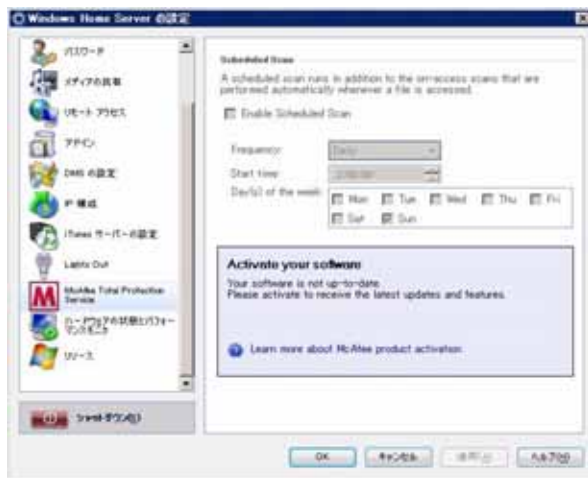 Windows Home Server の設定
パスワード
メディアの共有
リモート アクセス
アドイン
DMS の設定
IP 構成
iTunes サーバーの設定
Lights Out
McAfee Total Protection
Service
ハードウェアの状態とパフォー
マンスモニタ
リソース
シャットダウン(U)
Scheduled Scan
A scheduled scan runs in addition to the on-access scans that are
performed automatically whenever a file is accessed.
Enable Scheduled Scan
Frequency:
Daily
Start time:
Day(s) of the week:
Mon
Tue
Wed
Thu
Fri
Sat
Sun
Activate your software
Your software is not up-to-date.
Please activate to receive the latest updates and features.
Learn more about McAfee product activation.
OK
キャンセル
適用(A)
ヘルプ(H)